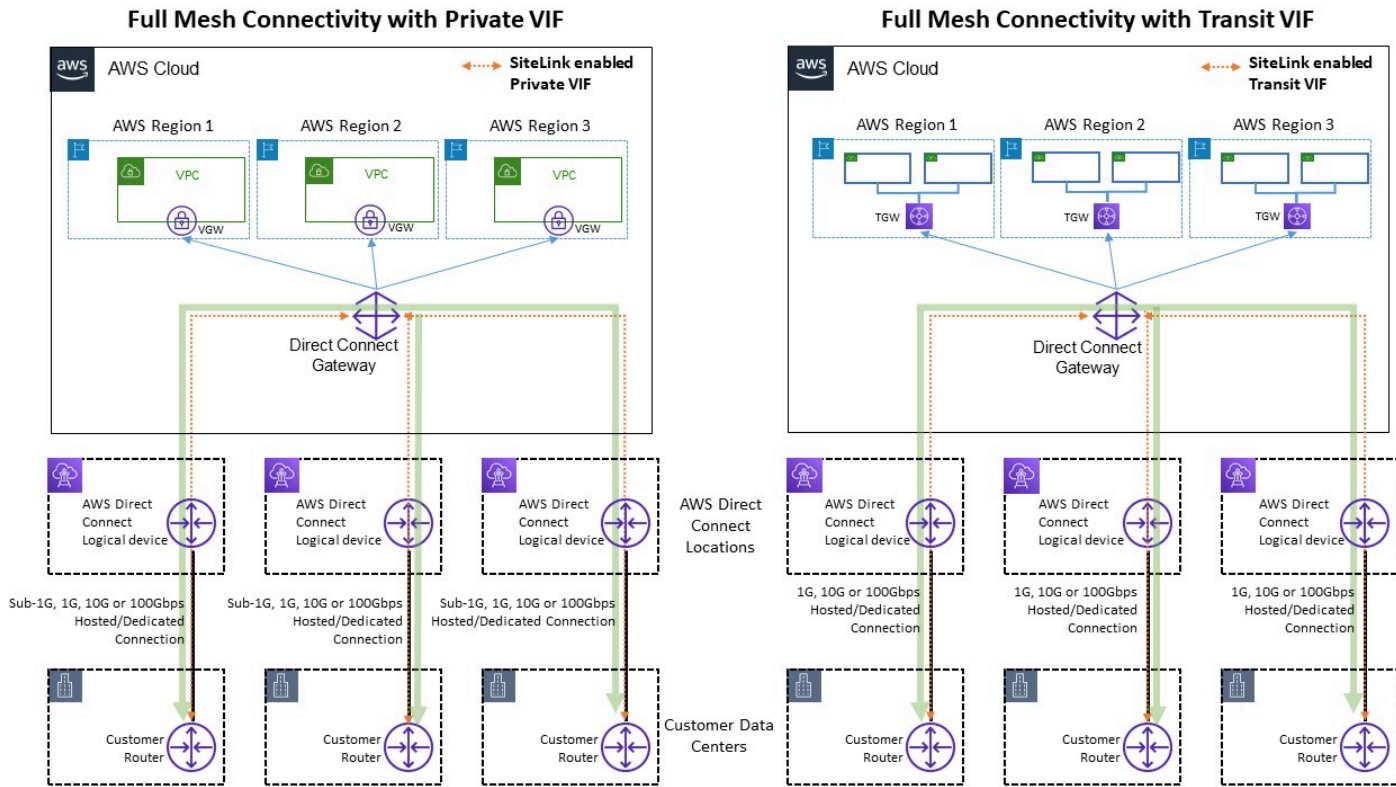 Full Mesh Connectivity with Private VIF
aws
AWS Cloud
SiteLink enabled
Private VIF
AWS Region 1
AWS Region 2
AWS Region 3
VPC
VPC
VPC
VGW
VGW
VGW
Direct Connect
Gateway
AWS Direct
Connect
Logical device
AWS Direct
Connect
Logical device
AWS Direct
Connect
Logical device
Sub-1G, 1G, 10G or 100Gbps
Hosted/Dedicated
Connection
Sub-1G, 1G, 10G or 100Gbps
Hosted/Dedicated
Connection
Sub-1G, 1G, 10G or 100Gbps
Hosted/Dedicated Connection
Customer
Router
Customer
Router
Customer
Router
AWS Direct
Connect
Locations
Customer Data
Centers
Full Mesh Connectivity with Transit VIF
aws
AWS Cloud
SiteLink enabled
Transit VIF
AWS Region 1
AWS Region 2
AWS Region 3
TGW
TGW
TGW
Direct Connect
Gateway
AWS Direct
Connect
Logical device
AWS Direct
Connect
Logical device
AWS Direct
Connect
Logical device
1G, 10G or 100Gbps
Hosted/Dedicated
Connection
1G, 10G or 100Gbps
Hosted/Dedicated
Connection
1G, 10G or 100Gbps
Hosted/Dedicated
Connection
Customer
Router
Customer
Router
Customer
Router